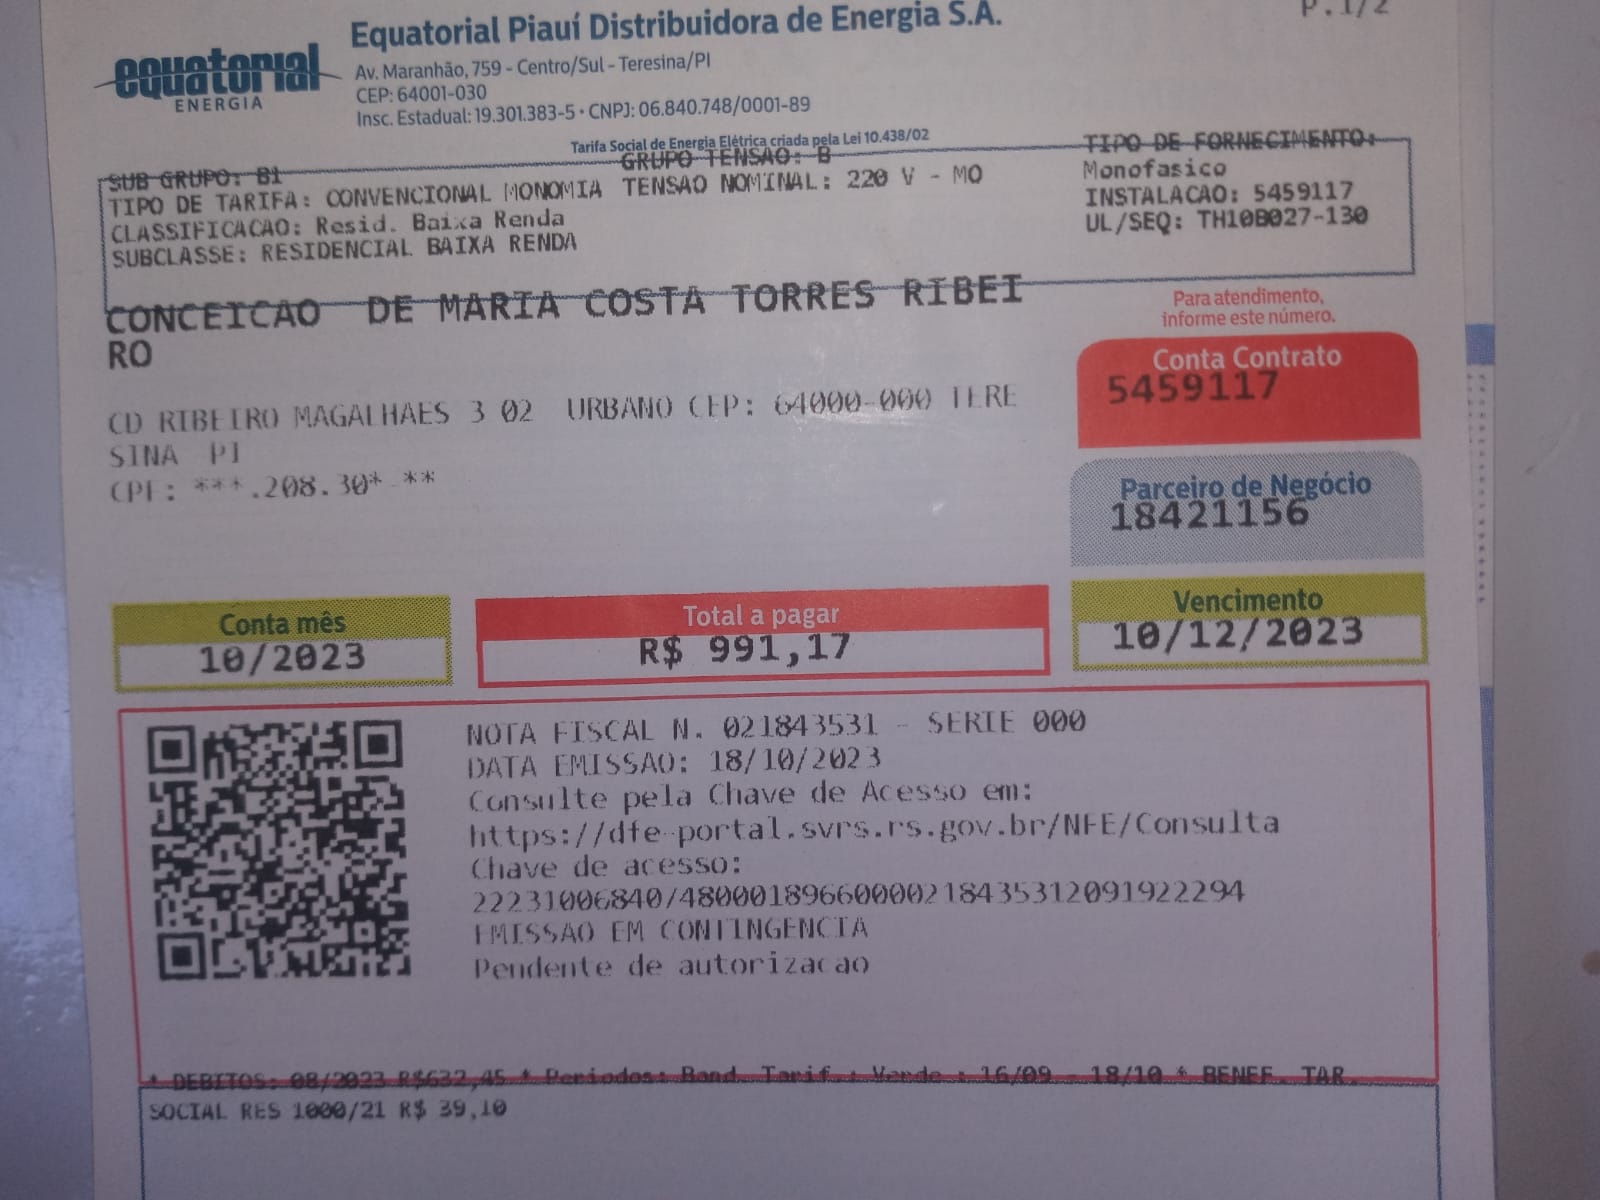 P.1/2
equatorial
ENERGIA
Equatorial Piauí Distribuidora de Energia S.A.
Av. Maranhão, 759 - Centro/Sul - Teresina/PI
CEP: 64001-030
Insc. Estadual: 19.301.383-5 • CNPJ: 06.840.748/0001-89
Tarifa Social de Energia Elétrica criada pela Lei 10.438/02
SUB GRUPO: B1 GRUPO TENSAO: B
TIPO DE TARIFA: CONVENCIONAL MONOMIA TENSAO NOMINAL: 220 V - MO
CLASSIFICACAO: Resid. Baixa Renda
SUBCLASSE: RESIDENCIAL BAIXA RENDA
TIPO DE FORNECIMENTO:
Monofasico
INSTALACAO: 5459117
UL/SEQ: TH10B027-130
CONCEICAO DE MARIA COSTA TORRES RIBEI
RO
CD RIBEIRO MAGALHAES 3 02 URBANO CEP: 64000-000 TERE
SINA PI
CPF: ***.208.30*-**
Para atendimento,
informe este número.
Conta Contrato
5459117
Parceiro de Negócio
18421156
Conta mês
10/2023
Total a pagar
R$ 991,17
Vencimento
10/12/2023
NOTA FISCAL N. 021843531 - SERIE 000
DATA EMISSAO: 18/10/2023
Consulte pela Chave de Acesso em:
https://dfe-portal.svrs.rs.gov.br/NFE/Consulta
Chave de acesso:
22231006840748000189660000218435312091922294
EMISSAO EM CONTINGENCIA
Pendente de autorizacao
* DEBITOS: 08/2023 R$632,45 * Periodos: Band. Tarif.: Verde : 16/09 - 18/10 * BENEF. TAR.
SOCIAL RES 1000/21 R$ 39,10